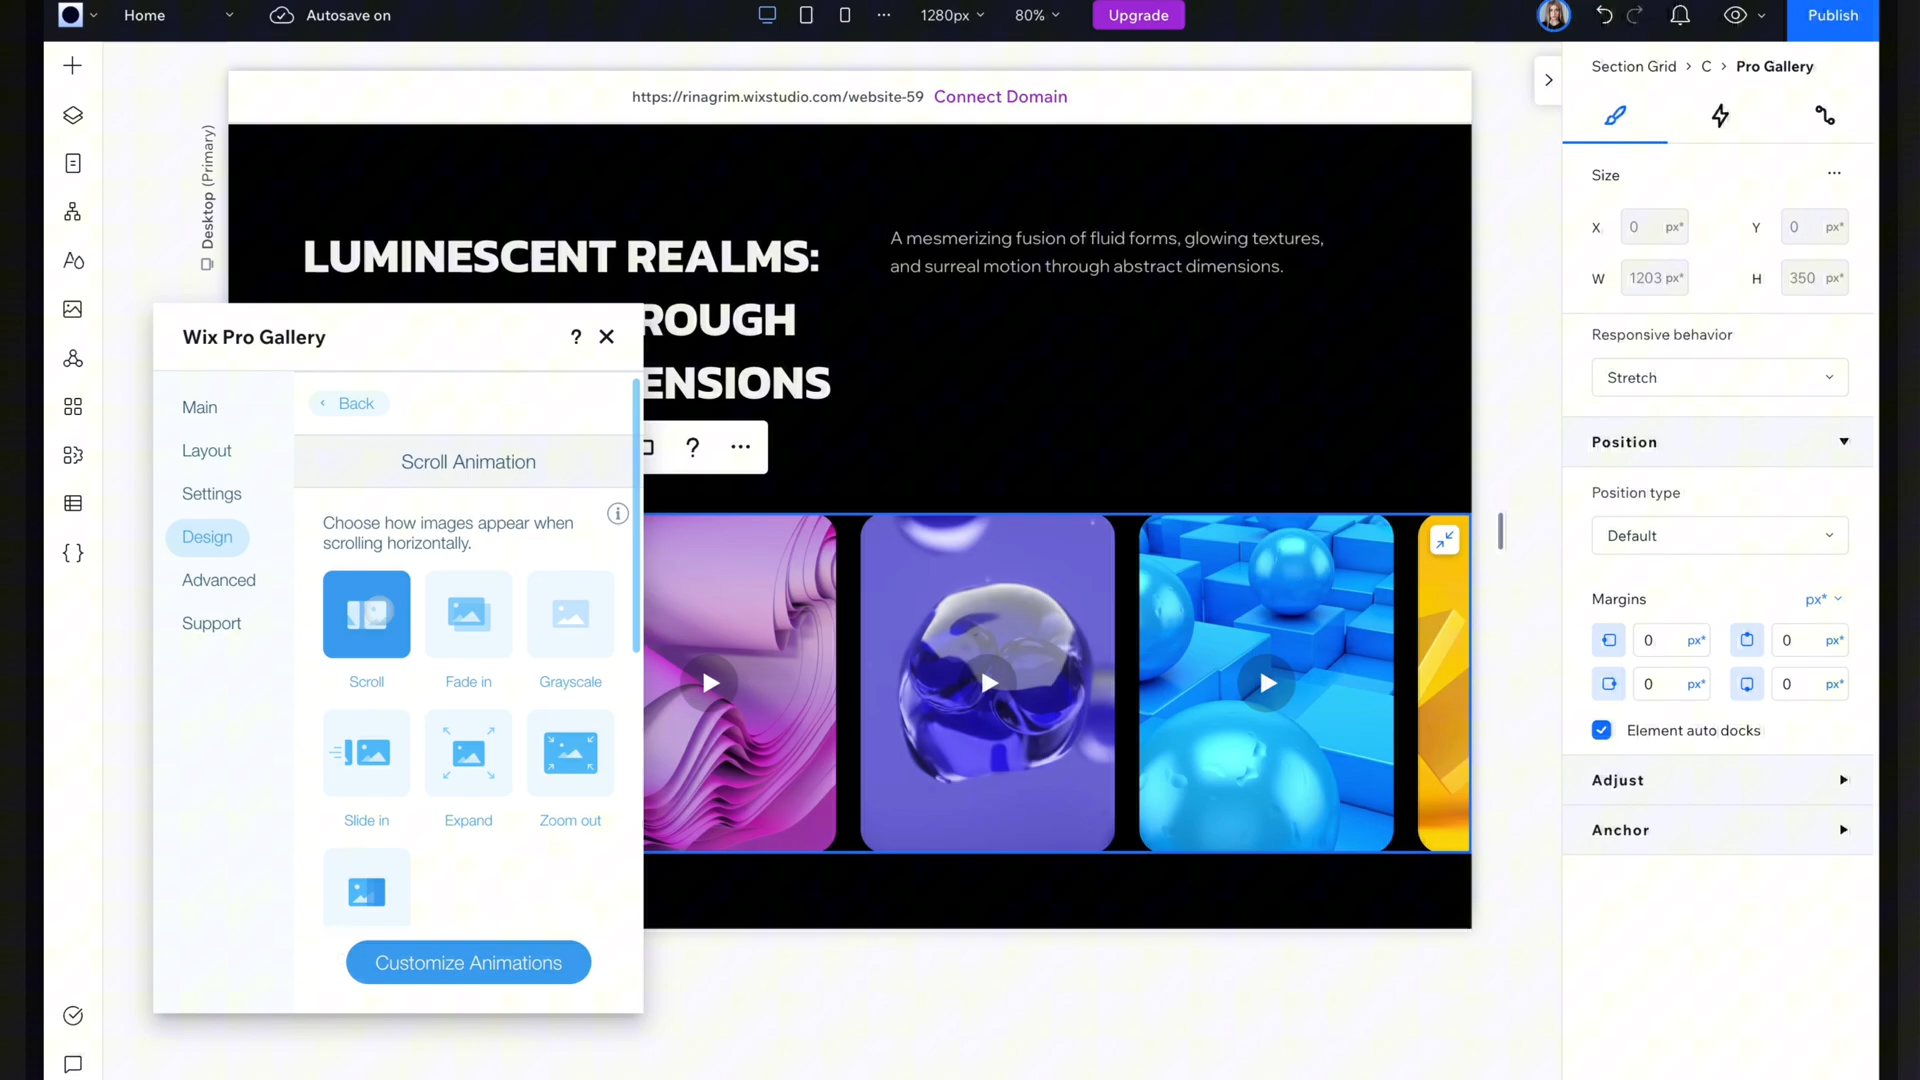 Home
Autosave on
1280px
80%
Upgrade
Publish
https://rinagrim.wixstudio.com/website-59 Connect Domain
Desktop (Primary)
LUMINESCENT REALMS:
ROUGH
ENSIONS
A mesmerizing fusion of fluid forms, glowing textures,
and surreal motion through abstract dimensions.
Wix Pro Gallery
?
Main
Layout
Settings
Design
Advanced
Support
Back
Scroll Animation
Choose how images appear when
scrolling horizontally.
Scroll
Fade in
Grayscale
Slide in
Expand
Zoom out
Customize Animations
?
Section Grid > C > Pro Gallery
Size
X 0 px*
Y 0 px*
W 1203 px*
H 350 px*
Responsive behavior
Stretch
Position
Position type
Default
Margins px*
0 px* 0 px*
0 px* 0 px*
Element auto docks
Adjust
Anchor